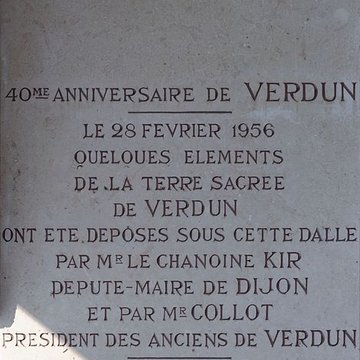 40ME ANNIVERSAIRE DE VERDUN
LE 28 FEVRIER 1956
QUELQUES ELEMENTS
DE LA TERRE SACREE
DE VERDUN
ONT ETE DEPOSES SOUS CETTE DALLE
PAR MR LE CHANOINE KIR
DEPUTE-MAIRE DE DIJON
ET PAR MR COLLOT
PRESIDENT DES ANCIENS DE VERDUN